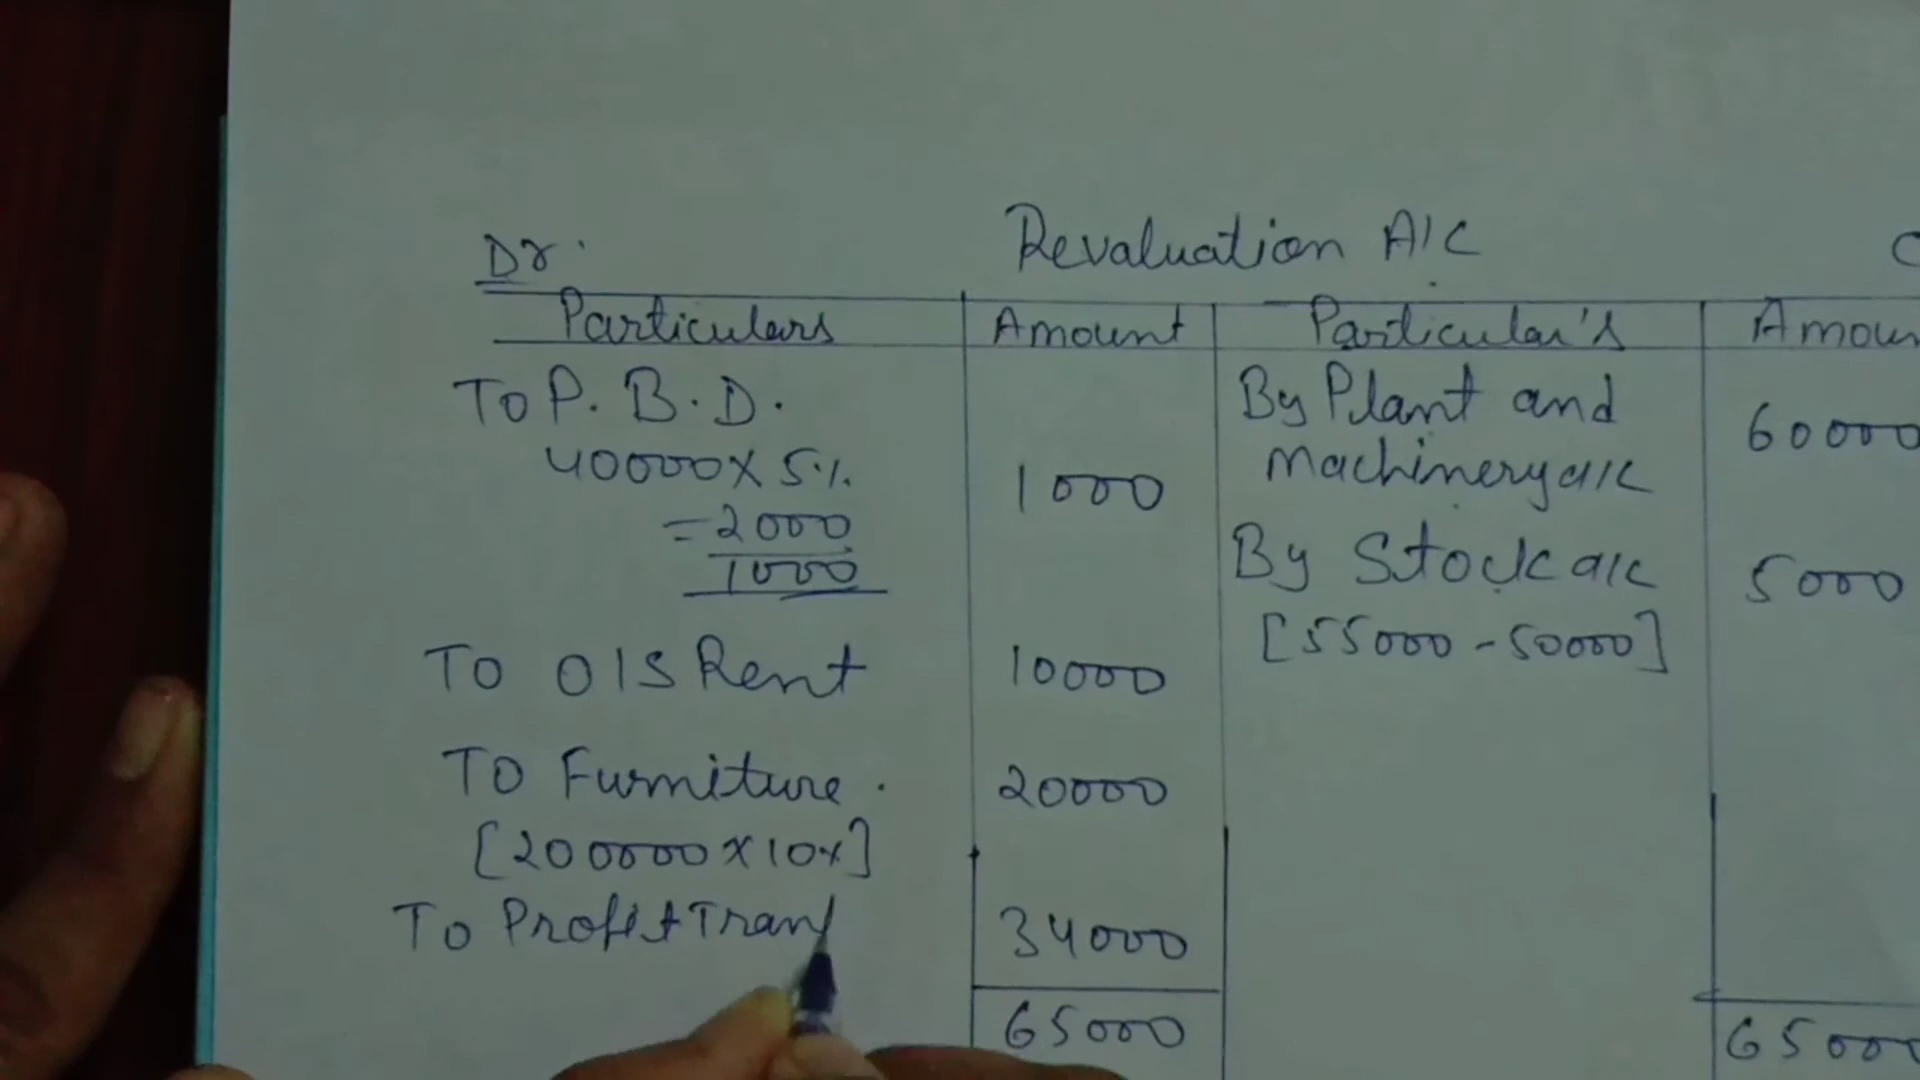 Revaluation A/C
Dr. C
Particulars Amount Particular's Amoun
To P. B. D.
40000 x 5%
= 2000
1000
1000
By Plant and
Machinery a/c
60000
By Stock a/c
5000
[55000 - 50000]
To O/S Rent 10000
To Furniture. 20000
[200000 x 10%]
To Profit Tranf 34000
65000 65000